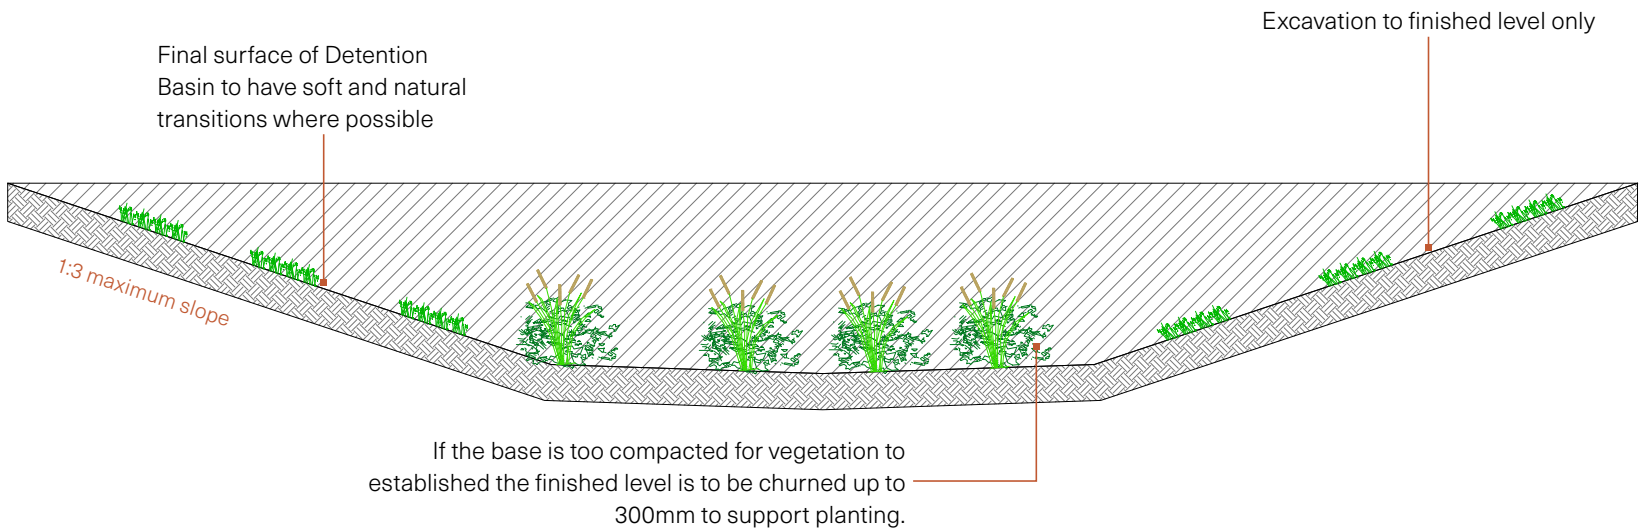 Excavation to finished level only
Final surface of Detention
Basin to have soft and natural
transitions where possible
1:3 maximum slope
If the base is too compacted for vegetation to
established the finished level is to be churned up to
300mm to support planting.